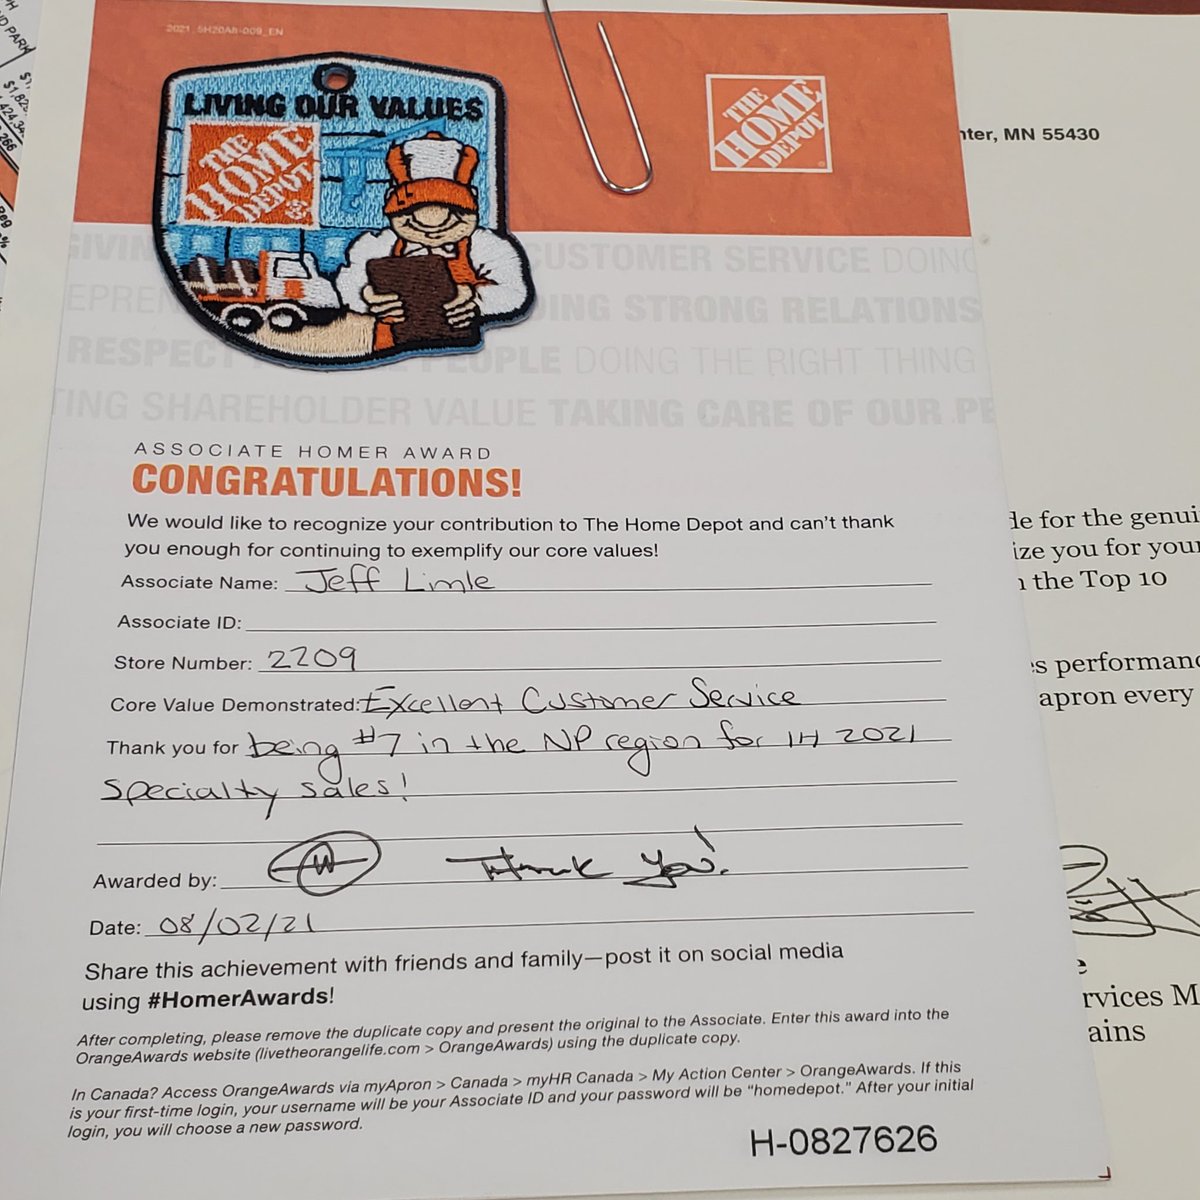 2021_5H20A8-009_EN
LIVING OUR VALUES
THE
HOME
DEPOT
THE
HOME
DEPOT
nter, MN 55430
GIVIN CUSTOMER SERVICE DOING
EPREN DING STRONG RELATIONS
RESPECT PEOPLE DOING THE RIGHT THING
TING SHAREHOLDER VALUE TAKING CARE OF OUR PE
ASSOCIATE HOMER AWARD
CONGRATULATIONS!
We would like to recognize your contribution to The Home Depot and can't thank
you enough for continuing to exemplify our core values!
Associate Name: Jeff Limle
Associate ID:
Store Number: 2209
Core Value Demonstrated: Excellent Customer Service
Thank you for being #7 in the NP region for 1H 2021
specialty sales!
Awarded by: Thank You!
Date: 08/02/21
Share this achievement with friends and family—post it on social media
using #HomerAwards!
After completing, please remove the duplicate copy and present the original to the Associate. Enter this award into the
OrangeAwards website (livetheorangelife.com > OrangeAwards) using the duplicate copy.
In Canada? Access OrangeAwards via myApron > Canada > myHR Canada > My Action Center > OrangeAwards. If this
is your first-time login, your username will be your Associate ID and your password will be "homedepot." After your initial
login, you will choose a new password.
H-0827626
de for the genui
ize you for your
n the Top 10
es performanc
apron every
e
rvices M
ains